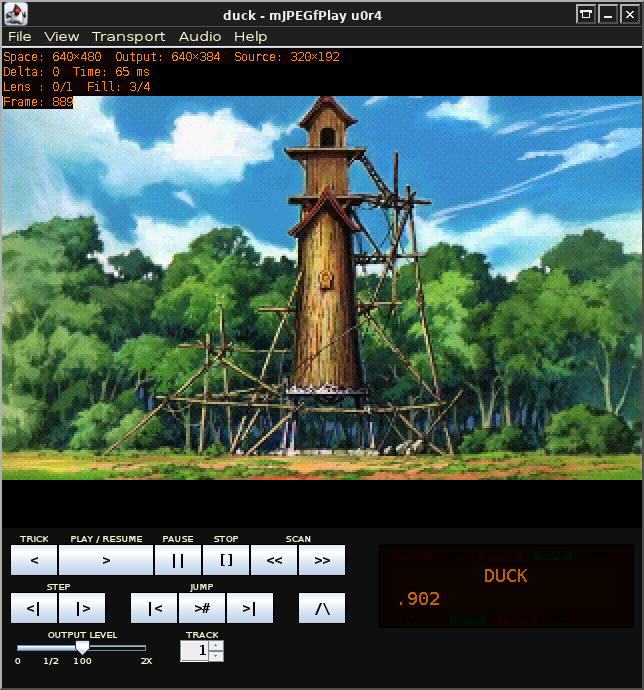 duck - mJPEGfPlay u0r4
File View Transport Audio Help
Space: 640×480 Output: 640×384 Source: 320×192
Delta: 0 Time: 65 ms
Lens : 0/1 Fill: 3/4
Frame: 889
TRICK PLAY / RESUME PAUSE STOP SCAN
< > || [] << >>
STEP JUMP
<| |> |< ># >| /\
OUTPUT LEVEL TRACK
1
0 1/2 100 2X
DUCK
.902